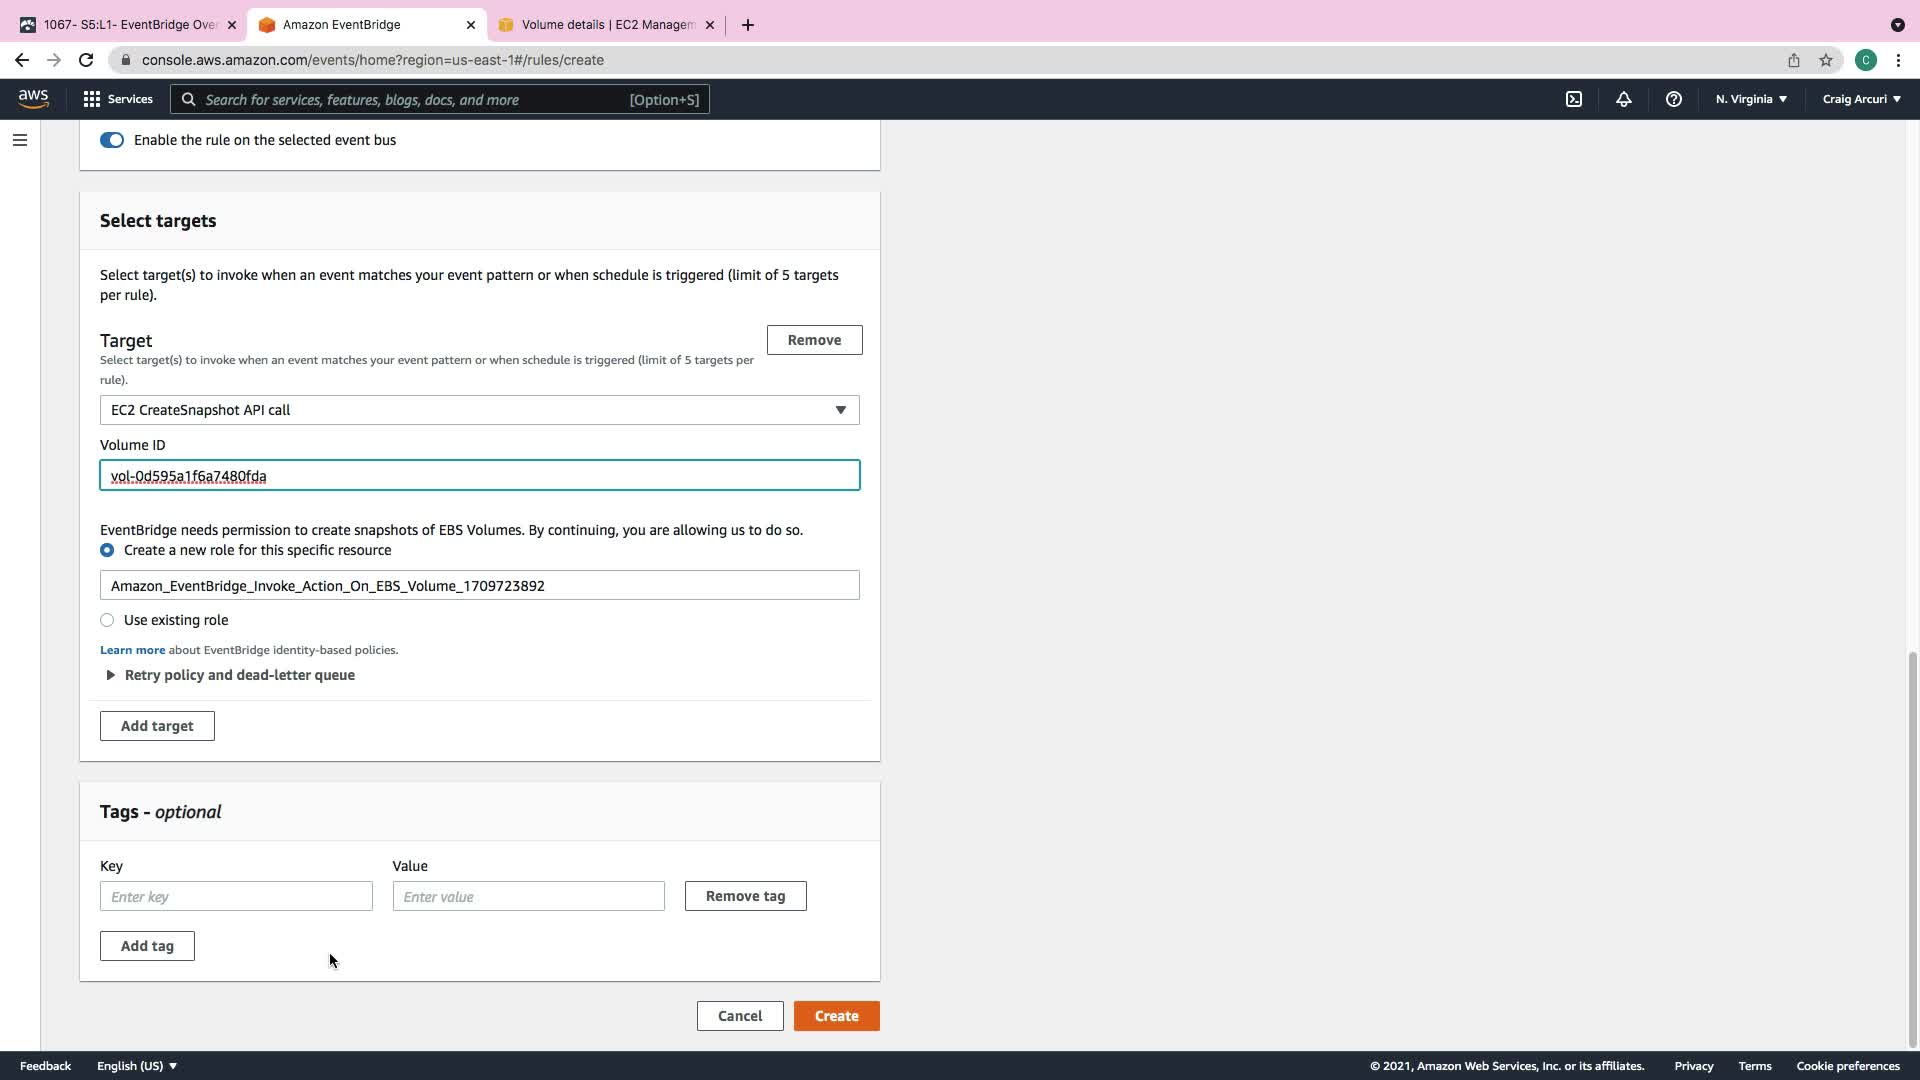 1067- S5:L1- EventBridge Over
Amazon EventBridge
Volume details | EC2 Managem
console.aws.amazon.com/events/home?region=us-east-1#/rules/create
C
aws
Services
Search for services, features, blogs, docs, and more
[Option+S]
N. Virginia
Craig Arcuri
Enable the rule on the selected event bus
Select targets
Select target(s) to invoke when an event matches your event pattern or when schedule is triggered (limit of 5 targets
per rule).
Target
Remove
Select target(s) to invoke when an event matches your event pattern or when schedule is triggered (limit of 5 targets per
rule).
EC2 CreateSnapshot API call
Volume ID
vol-0d595a1f6a7480fda
EventBridge needs permission to create snapshots of EBS Volumes. By continuing, you are allowing us to do so.
Create a new role for this specific resource
Amazon_EventBridge_Invoke_Action_On_EBS_Volume_1709723892
Use existing role
Learn more about EventBridge identity-based policies.
Retry policy and dead-letter queue
Add target
Tags - optional
Key
Value
Enter key
Enter value
Remove tag
Add tag
Cancel
Create
Feedback
English (US)
© 2021, Amazon Web Services, Inc. or its affiliates.
Privacy
Terms
Cookie preferences